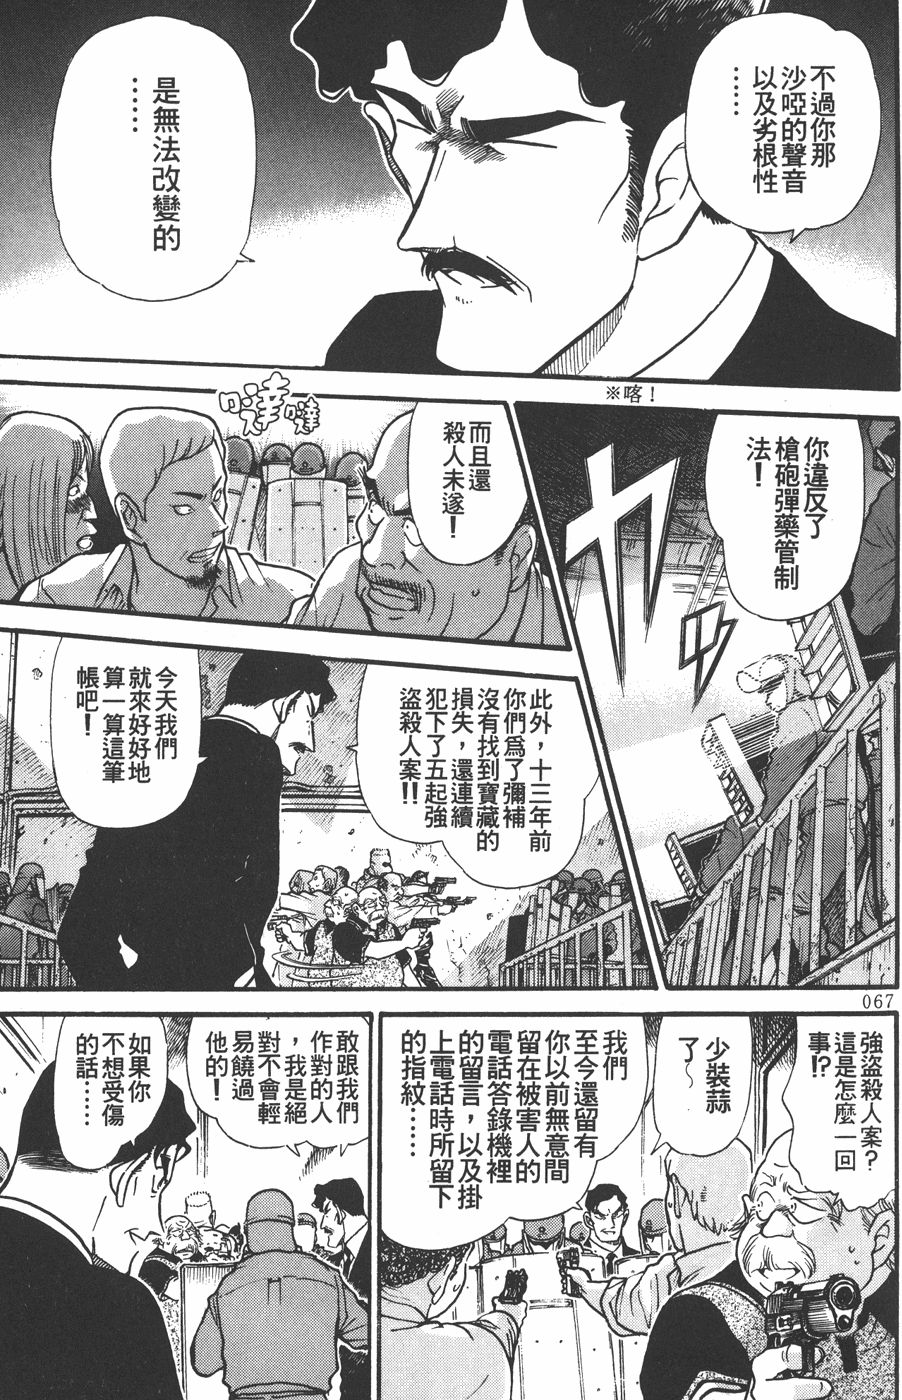 不過你那
沙啞的聲音
以及劣根性
……
是無法改變的
……
※喀！
你違反了
槍砲彈藥管制
法！
而且還
殺人未遂！
噠噠
此外，十三年前
你們爲了彌補
沒有找到寶藏的
損失，還連續
犯下了五起強
盜殺人案!!
今天我們
就來好好地
算一算這筆
帳吧！
067
強盜殺人案？
這是怎麼一回
事!?
少裝蒜
了~
我們
至今還留有
你以前無意間
留在被害人的
電話答錄機裡
的留言，以及掛
上電話時所留下
的指紋……
敢跟我們
作對的人
，我是絕
對不會輕
易饒過
他的！
如果你
不想受傷
的話……